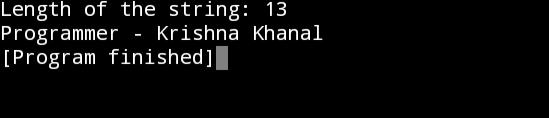 Length of the string: 13
Programmer - Krishna Khanal
[Program finished]